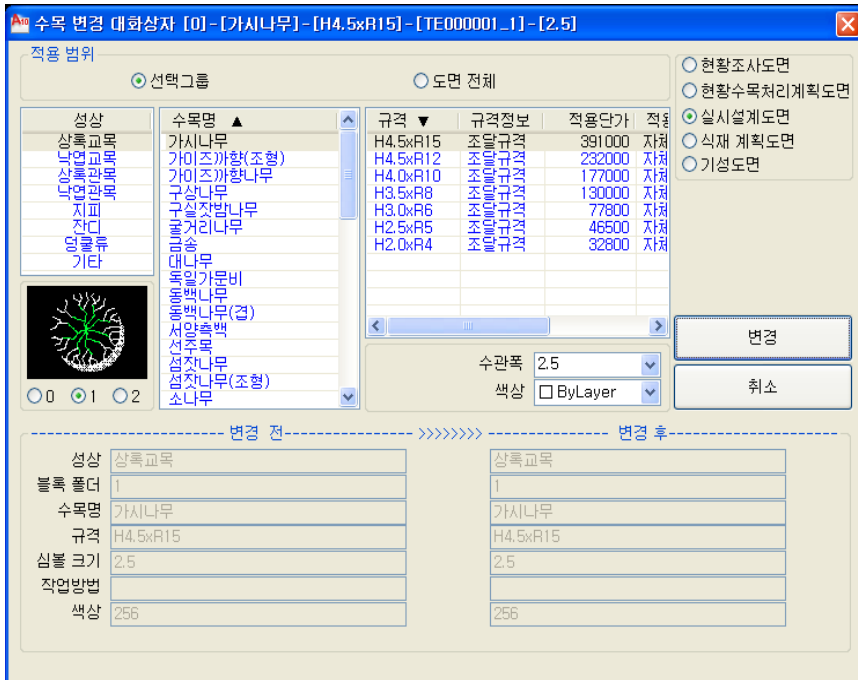 A10 수목 변경 대화상자 [0]-[가시나무]-[H4.5xR15]-[TE000001_1]-[2.5]
적용 범위
선택그룹
도면 전체
현황조사도면
현황수목처리계획도면
실시설계도면
식재 계획도면
기성도면
성상
상록교목
낙엽교목
상록관목
낙엽관목
지피
잔디
덩쿨류
기타
수목명 ▲
가시나무
가이즈까향(조형)
가이즈까향나무
구상나무
구실잣밤나무
굴거리나무
금송
대나무
독일가문비
동백나무
동백나무(겹)
서양측백
선주목
섬잣나무
섬잣나무(조형)
소나무
규격 ▼ 규격정보 적용단가 적용
H4.5xR15 조달규격 391000 자체
H4.5xR12 조달규격 232000 자체
H4.0xR10 조달규격 177000 자체
H3.5xR8 조달규격 130000 자체
H3.0xR6 조달규격 77800 자체
H2.5xR5 조달규격 46500 자체
H2.0xR4 조달규격 32800 자체
0 1 2
수관폭 2.5
색상 ByLayer
변경
취소
변경 전 >>>>>>>> 변경 후
성상 상록교목 상록교목
블록 폴더 1 1
수목명 가시나무 가시나무
규격 H4.5xR15 H4.5xR15
심볼 크기 2.5 2.5
작업방법
색상 256 256